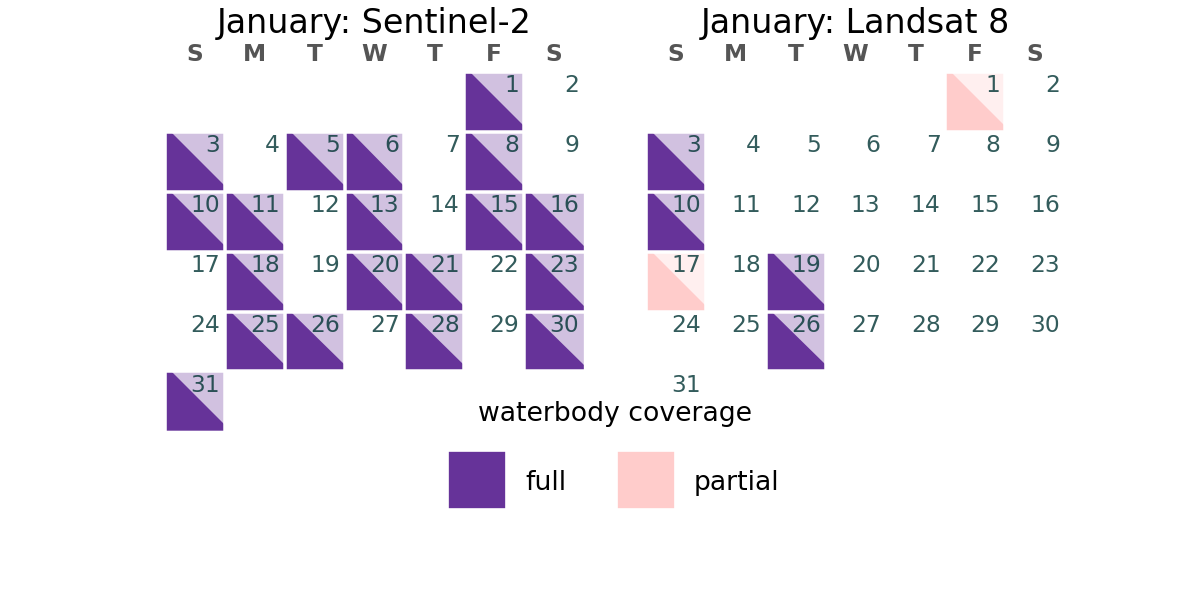 January: Sentinel-2
S M T W T F S
1 2
3 4 5 6 7 8 9
10 11 12 13 14 15 16
17 18 19 20 21 22 23
24 25 26 27 28 29 30
31
January: Landsat 8
S M T W T F S
1 2
3 4 5 6 7 8 9
10 11 12 13 14 15 16
17 18 19 20 21 22 23
24 25 26 27 28 29 30
31
waterbody coverage
full
partial